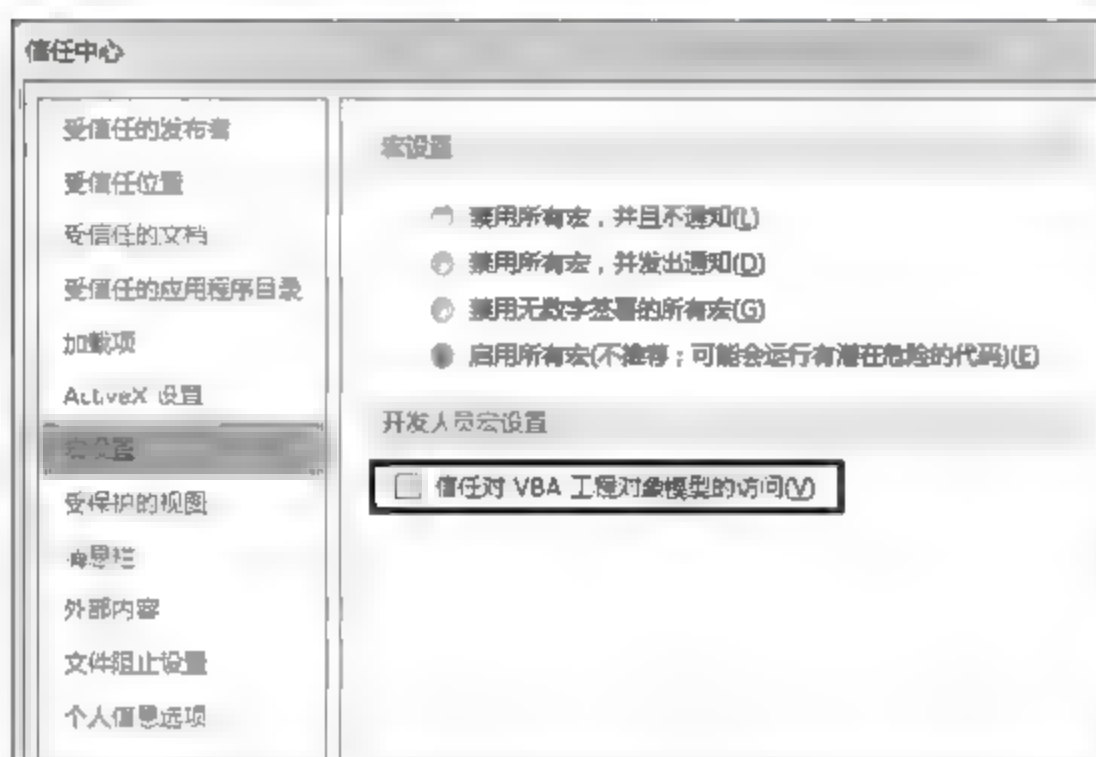 信任中心
受信任的发布者
受信任位置
受信任的文档
受信任的应用程序目录
加载项
ActiveX 设置
宏设置
受保护的视图
消息栏
外部内容
文件阻止设置
个人信息选项
宏设置
禁用所有宏，并且不通知(L)
禁用所有宏，并发出通知(D)
禁用无数字签署的所有宏(G)
启用所有宏(不推荐；可能会运行有潜在危险的代码)(E)
开发人员宏设置
信任对 VBA 工程对象模型的访问(V)